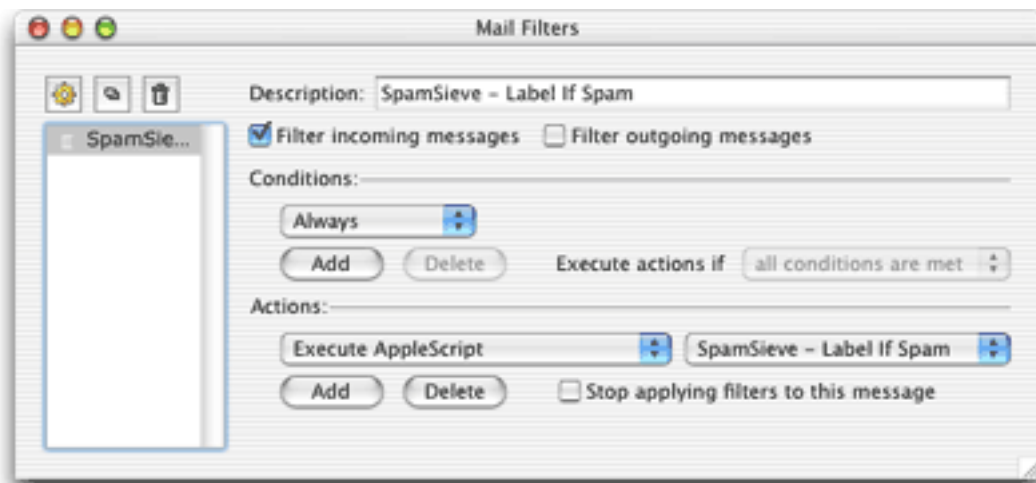 Mail Filters
Description: SpamSieve – Label If Spam
SpamSie...
Filter incoming messages Filter outgoing messages
Conditions:
Always
Add Delete Execute actions if all conditions are met
Actions:
Execute AppleScript SpamSieve – Label If Spam
Add Delete Stop applying filters to this message